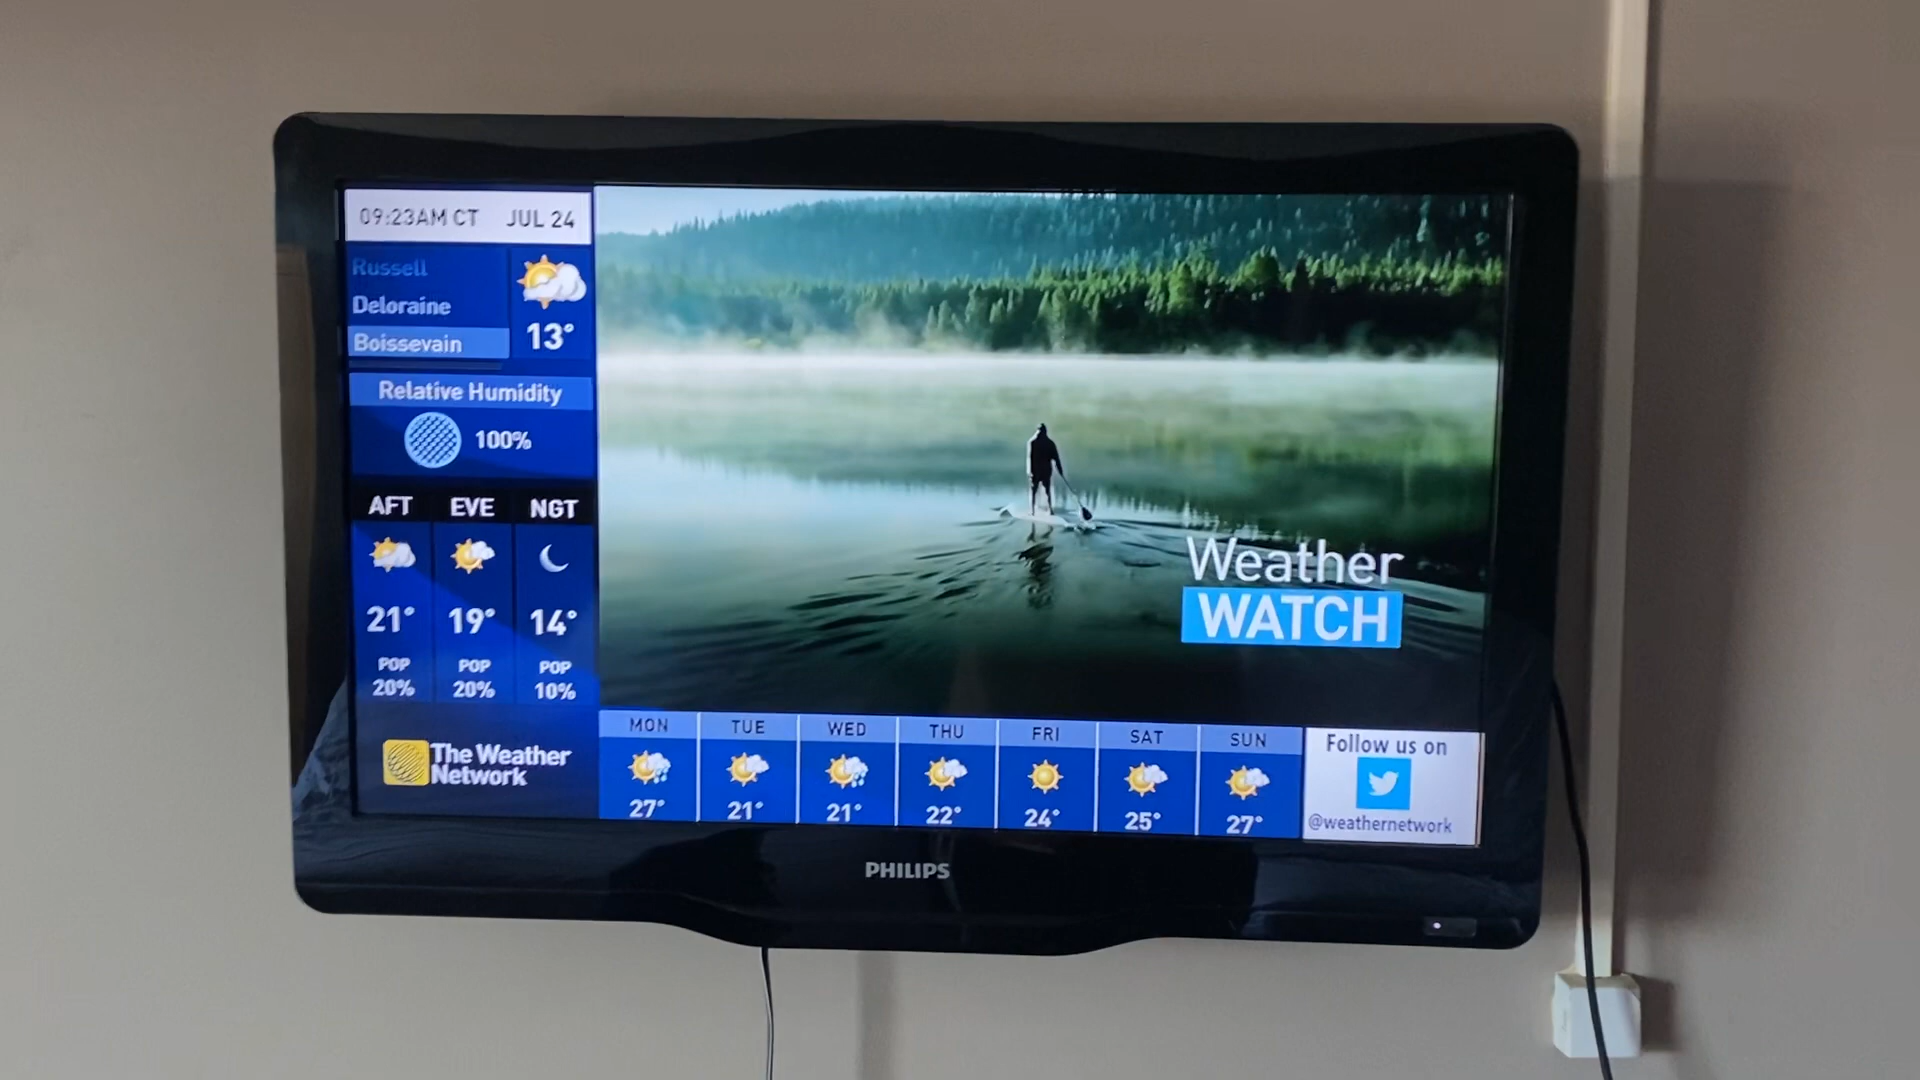 09:23AM CT JUL 24
Russell
Deloraine
Boissevain
13°
Relative Humidity
100%
AFT EVE NGT
21° 19° 14°
POP POP POP
20% 20% 10%
The Weather
Network
Weather
WATCH
MON TUE WED THU FRI SAT SUN
27° 21° 21° 22° 24° 25° 27°
Follow us on
@weathernetwork
PHILIPS